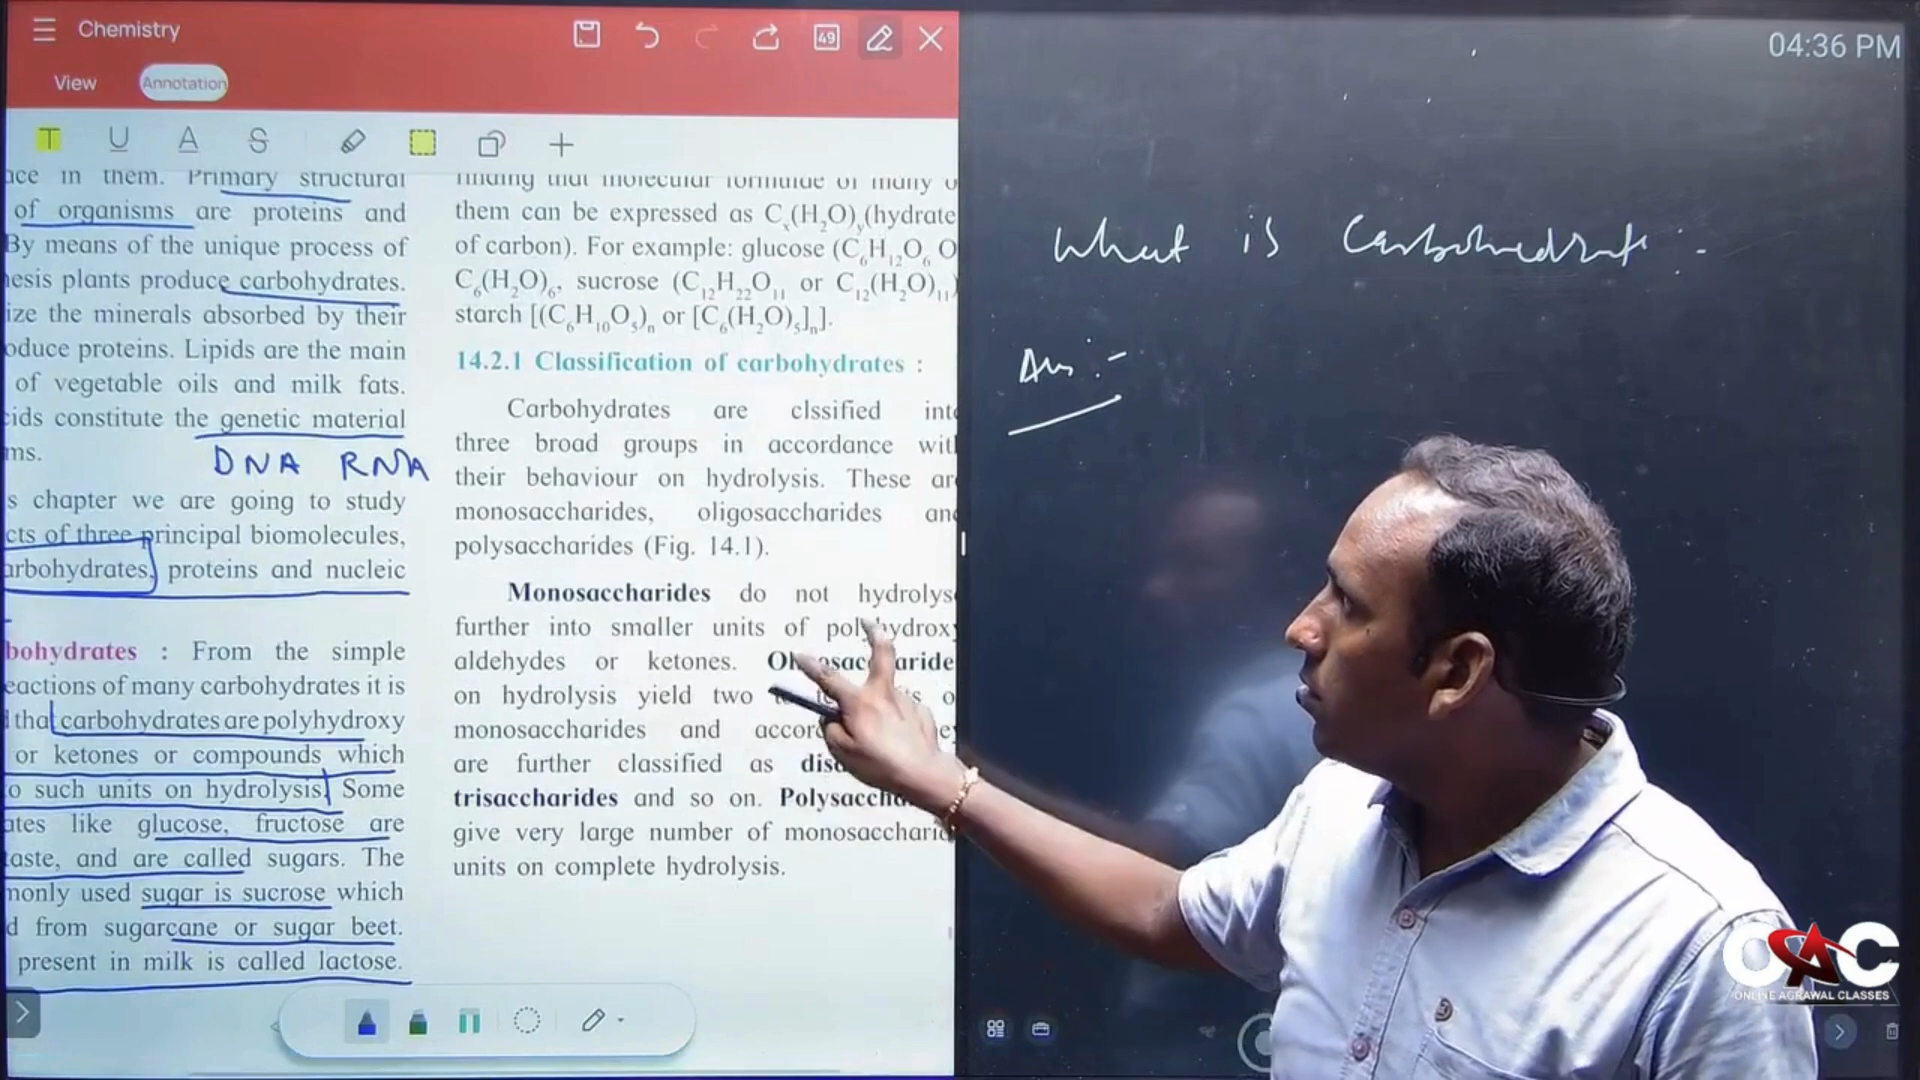 Chemistry
49
04:36 PM
View
Annotation
T U A S
in them. Primary structural
of organisms are proteins and
By means of the unique process of
plants produce carbohydrates.
the minerals absorbed by their
proteins. Lipids are the main
of vegetable oils and milk fats.
constitute the genetic material
DNA RNA
s chapter we are going to study
cts of three principal biomolecules,
arbohydrates, proteins and nucleic
bohydrates : From the simple
eactions of many carbohydrates it is
that carbohydrates are polyhydroxy
or ketones or compounds which
o such units on hydrolysis. Some
ates like glucose, fructose are
taste, and are called sugars. The
monly used sugar is sucrose which
d from sugarcane or sugar beet.
present in milk is called lactose.
finding that molecular formulae of many o
them can be expressed as Cₓ(H₂O)ᵧ(hydrate
of carbon). For example: glucose (C₆H₁₂O₆ O
C₆(H₂O)₆, sucrose (C₁₂H₂₂O₁₁ or C₁₂(H₂O)₁₁)
starch [(C₆H₁₀O₅)ₙ or [C₆(H₂O)₅]ₙ].
14.2.1 Classification of carbohydrates :
Carbohydrates are clssified int
three broad groups in accordance wit
their behaviour on hydrolysis. These ar
monosaccharides, oligosaccharides an
polysaccharides (Fig. 14.1).
Monosaccharides do not hydrolys
further into smaller units of polyhydrox
aldehydes or ketones.
on hydrolysis yield two
monosaccharides and
are further classified as
trisaccharides and so on.
give very large number of monosaccharid
units on complete hydrolysis.
What is Carbohydrate :-
Ans :-
OAC
ONLINE AGRAWAL CLASSES